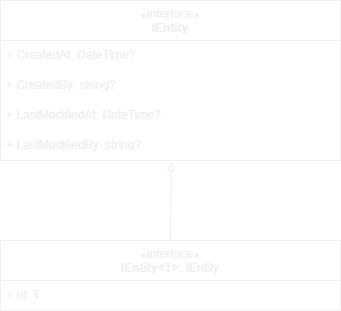 «interface»
IEntity
+ CreatedAt: DateTime?
+ CreatedBy: string?
+ LastModifiedAt: DateTime?
+ LastModifiedBy: string?
«interface»
IEntity<T>: IEntity
+ Id: T